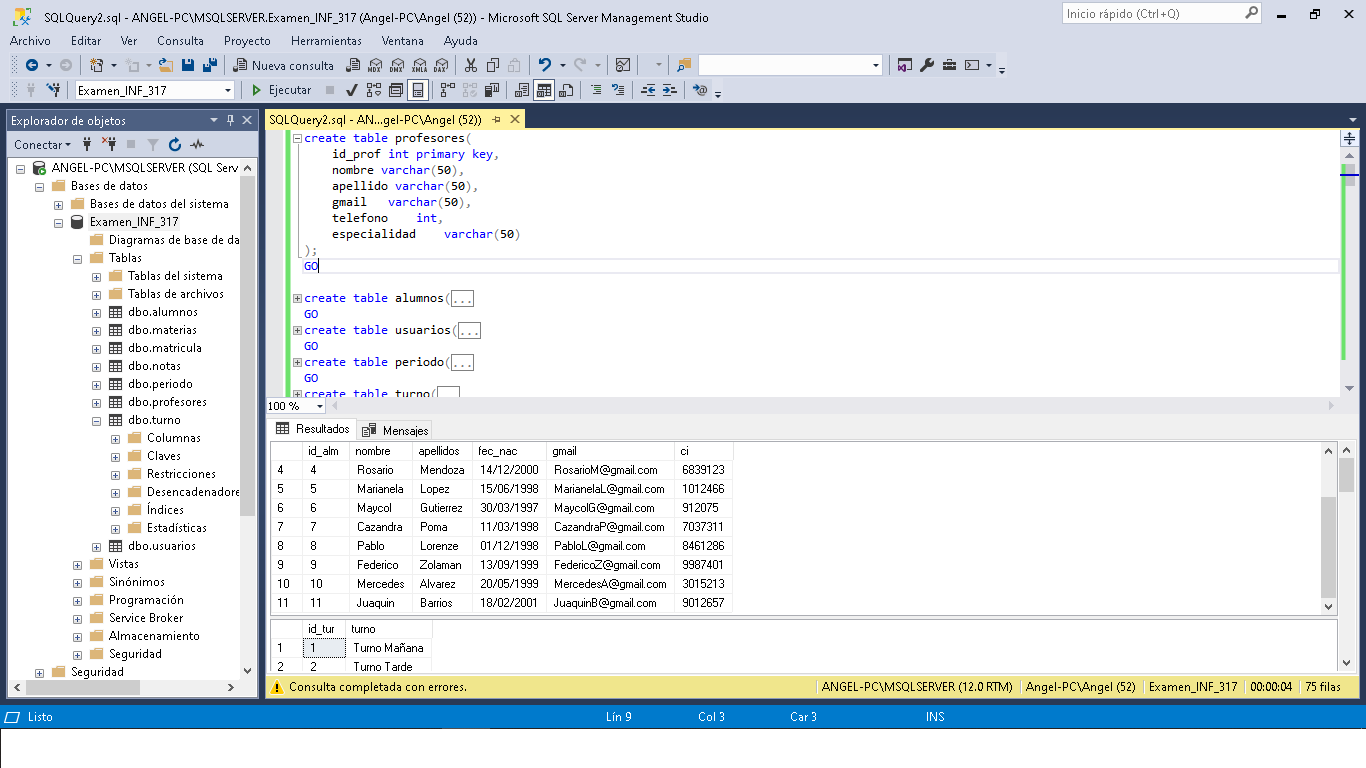 SQLQuery2.sql - ANGEL-PC\MSQLSERVER.Examen_INF_317 (Angel-PC\Angel (52)) - Microsoft SQL Server Management Studio
Inicio rápido (Ctrl+Q)
Archivo Editar Ver Consulta Proyecto Herramientas Ventana Ayuda
Nueva consulta MDX DMX XMLA DAX
Examen_INF_317 Ejecutar
Explorador de objetos
Conectar
ANGEL-PC\MSQLSERVER (SQL Serv
Bases de datos
Bases de datos del sistema
Examen_INF_317
Diagramas de base de da
Tablas
Tablas del sistema
Tablas de archivos
dbo.alumnos
dbo.materias
dbo.matricula
dbo.notas
dbo.periodo
dbo.profesores
dbo.turno
Columnas
Claves
Restricciones
Desencadenadore
Índices
Estadísticas
dbo.usuarios
Vistas
Sinónimos
Programación
Service Broker
Almacenamiento
Seguridad
Seguridad
SQLQuery2.sql - AN...gel-PC\Angel (52))
create table profesores(
id_prof int primary key,
nombre varchar(50),
apellido varchar(50),
gmail varchar(50),
telefono int,
especialidad varchar(50)
);
GO
create table alumnos(...
GO
create table usuarios(...
GO
create table periodo(...
GO
create table turno(...
100 %
Resultados Mensajes
id_alm nombre apellidos fec_nac gmail ci
4 4 Rosario Mendoza 14/12/2000 RosarioM@gmail.com 6839123
5 5 Marianela Lopez 15/06/1998 MarianelaL@gmail.com 1012466
6 6 Maycol Gutierrez 30/03/1997 MaycolG@gmail.com 912075
7 7 Cazandra Poma 11/03/1998 CazandraP@gmail.com 7037311
8 8 Pablo Lorenze 01/12/1998 PabloL@gmail.com 8461286
9 9 Federico Zolaman 13/09/1999 FedericoZ@gmail.com 9987401
10 10 Mercedes Alvarez 20/05/1999 MercedesA@gmail.com 3015213
11 11 Juaquin Barrios 18/02/2001 JuaquinB@gmail.com 9012657
id_tur turno
1 1 Turno Mañana
2 2 Turno Tarde
Consulta completada con errores. ANGEL-PC\MSQLSERVER (12.0 RTM) Angel-PC\Angel (52) Examen_INF_317 00:00:04 75 filas
Listo Lín 9 Col 3 Car 3 INS